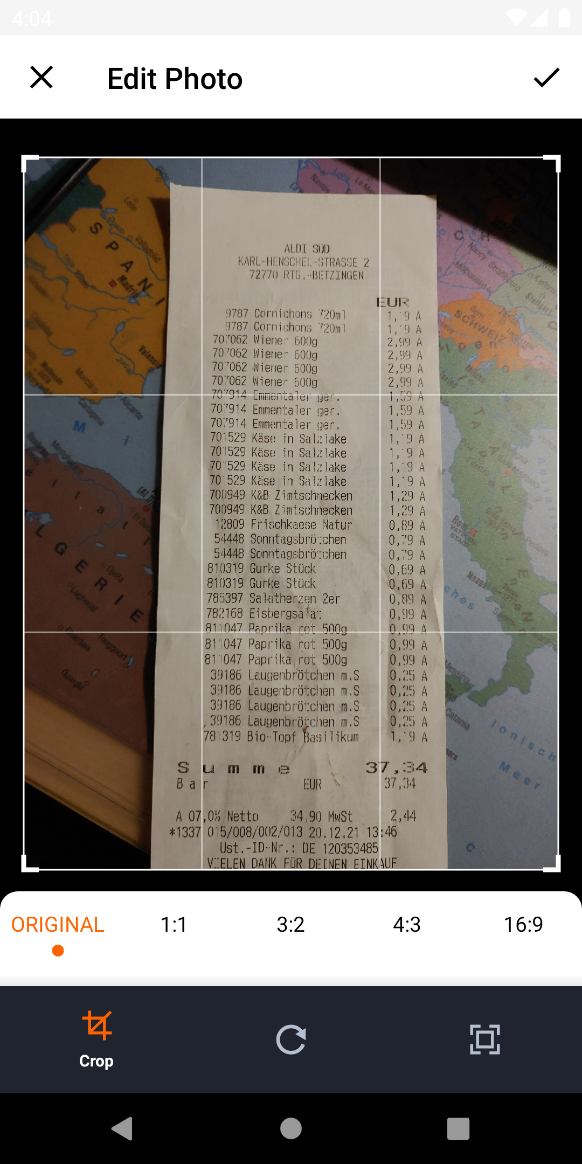 4:04
Edit Photo
ALDI SÜD
KARL-HENSCHEL-STRASSE 2
72770 RTG.-BETZINGEN
EUR
9787 Cornichons 720ml 1,19 A
9787 Cornichons 720ml 1,19 A
707062 Wiener 600g 2,99 A
707062 Wiener 600g 2,99 A
707062 Wiener 600g 2,99 A
707062 Wiener 600g 2,99 A
707914 Emmentaler ger. 1,59 A
707914 Emmentaler ger. 1,59 A
707914 Emmentaler ger. 1,59 A
701529 Käse in Salzlake 1,19 A
701529 Käse in Salzlake 1,19 A
701529 Käse in Salzlake 1,19 A
701529 Käse in Salzlake 1,19 A
700949 K&B Zimtschnecken 1,29 A
700949 K&B Zimtschnecken 1,29 A
12809 Frischkaese Natur 0,89 A
54448 Sonntagsbrötchen 0,79 A
54448 Sonntagsbrötchen 0,79 A
810319 Gurke Stück 0,69 A
810319 Gurke Stück 0,69 A
785397 Salatherzen 2er 0,89 A
782168 Eisbergsalat 0,99 A
811047 Paprika rot 500g 0,99 A
811047 Paprika rot 500g 0,99 A
811047 Paprika rot 500g 0,99 A
39186 Laugenbrötchen m.S 0,25 A
39186 Laugenbrötchen m.S 0,25 A
39186 Laugenbrötchen m.S 0,25 A
39186 Laugenbrötchen m.S 0,25 A
781319 Bio-Topf Basilikum 1,19 A
Summe 37,34
Bar EUR 37,34
A 07,0% Netto 34,90 MwSt 2,44
*1337 015/008/002/013 20.12.21 13:46
Ust.-ID-Nr.: DE 120353485
VIELEN DANK FÜR DEINEN EINKAUF
SPANI
Madrid
SCHWEIZ
M i
LGERIE
ches
Ionisch
Meer
Catania
ORIGINAL 1:1 3:2 4:3 16:9
Crop